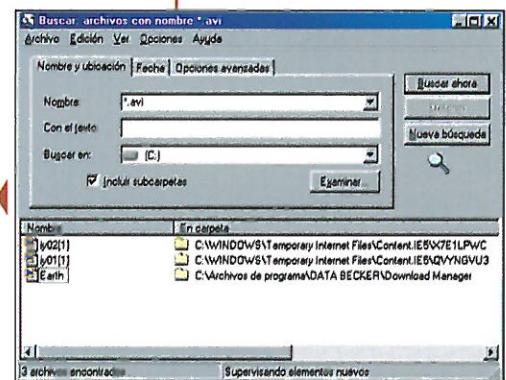 Buscar: archivos con nombre *.avi
Archivo Edición Ver Opciones Ayuda
Nombre y ubicación Fecha Opciones avanzadas
Nombre: *.avi
Con el texto:
Buscar en: (C:)
Incluir subcarpetas
Examinar...
Buscar ahora
Detener
Nueva búsqueda
Nombre En carpeta
ly02[1] C:\WINDOWS\Temporary Internet Files\Content.IE5\X7E1LPWC
ly01[1] C:\WINDOWS\Temporary Internet Files\Content.IE5\QVYNGVU3
Earth C:\Archivos de programa\DATA BECKER\Download Manager
3 archivos encontrados Supervisando elementos nuevos